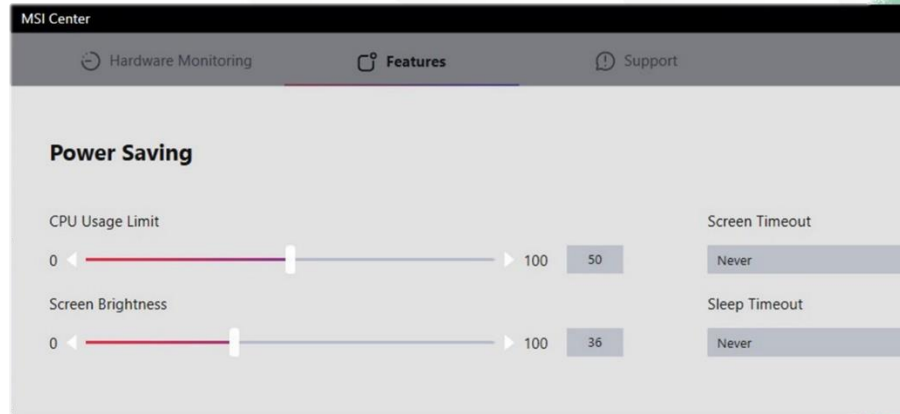 MSI Center
Hardware Monitoring Features Support
Power Saving
CPU Usage Limit Screen Timeout
0 100 50 Never
Screen Brightness Sleep Timeout
0 100 36 Never